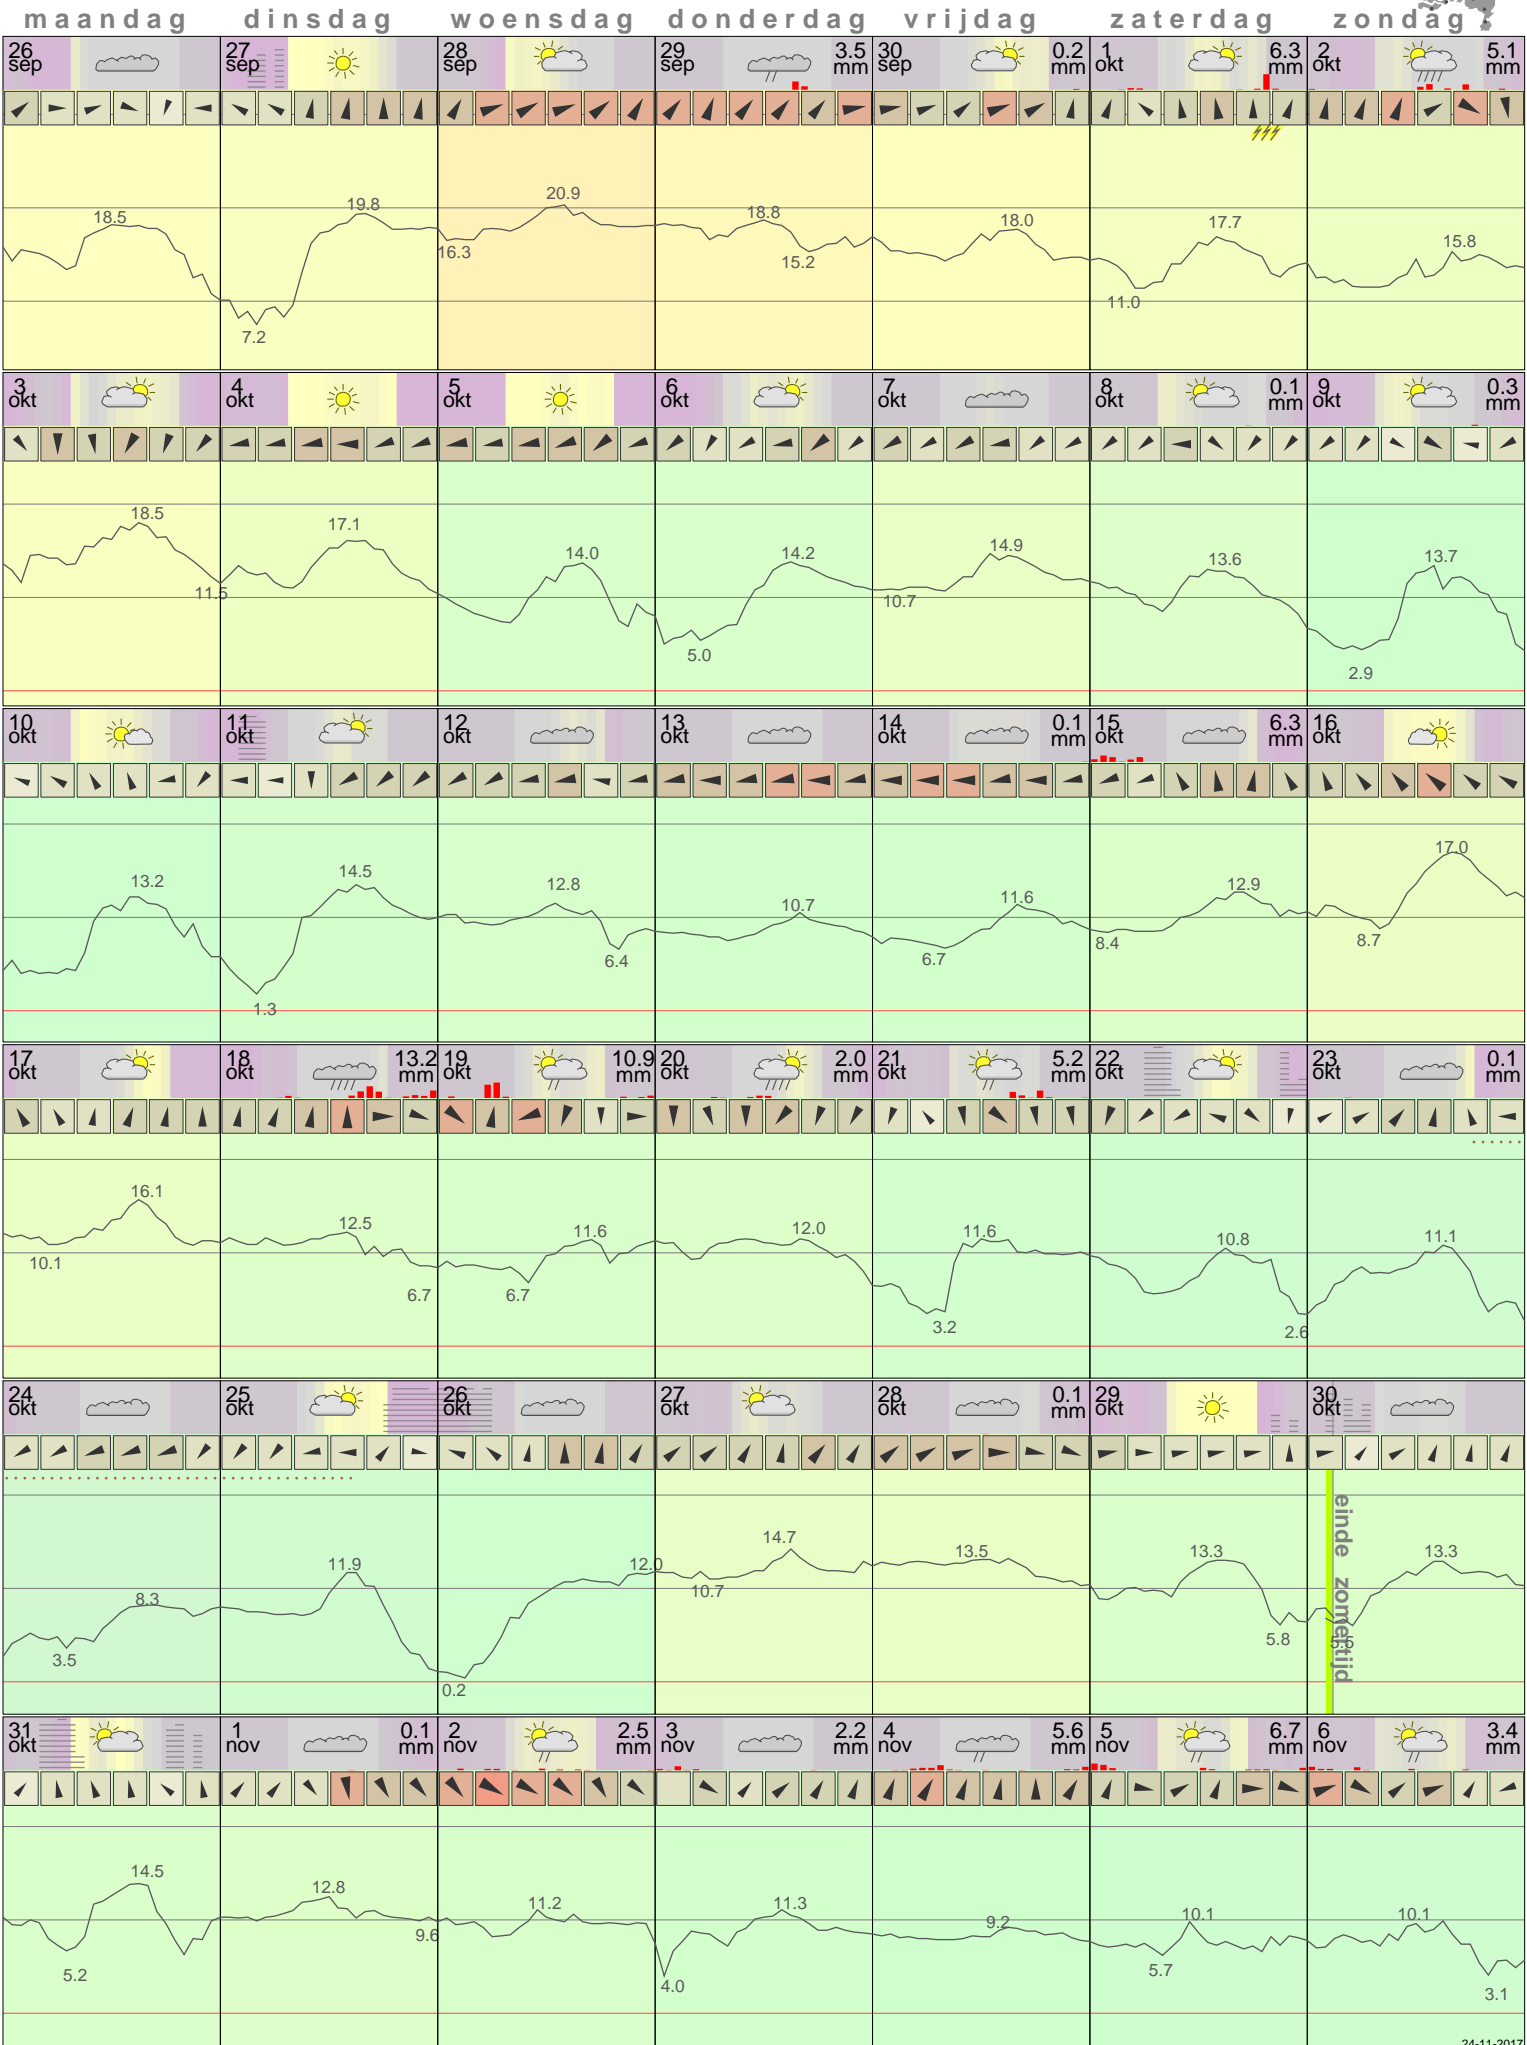 maandag dinsdag woensdag donderdag vrijdag zaterdag zondag
26 27 28 29 3.5 30 0.2 1 6.3 2 5.1
sep sep sep sep mm sep mm okt mm okt mm
18.5 19.8 20.9 18.8 18.0 17.7 15.8
7.2 16.3 15.2 11.0
3 4 5 6 7 8 0.1 9 0.3
okt okt okt okt okt okt mm okt mm
18.5 17.1 14.0 14.2 14.9 13.6 13.7
11.5 5.0 10.7 2.9
10 11 12 13 14 0.1 15 6.3 16
okt okt okt okt okt mm okt mm okt
13.2 14.5 12.8 10.7 11.6 12.9 17.0
1.3 6.4 6.7 8.4 8.7
17 18 13.2 19 10.9 20 2.0 21 5.2 22 23 0.1
okt okt mm okt mm okt mm okt mm okt okt mm
16.1 12.5 11.6 12.0 11.6 10.8 11.1
10.1 6.7 6.7 3.2 2.6
24 25 26 27 28 0.1 29 30
okt okt okt okt okt mm okt okt
8.3 11.9 12.0 14.7 13.5 13.3 13.3
3.5 0.2 10.7 5.8 5.5
einde zomertijd
31 1 0.1 2 2.5 3 2.2 4 5.6 5 6.7 6 3.4
okt nov mm nov mm nov mm nov mm nov mm nov mm
14.5 12.8 11.2 11.3 9.2 10.1 10.1
5.2 9.6 4.0 5.7 3.1
24-11-2017